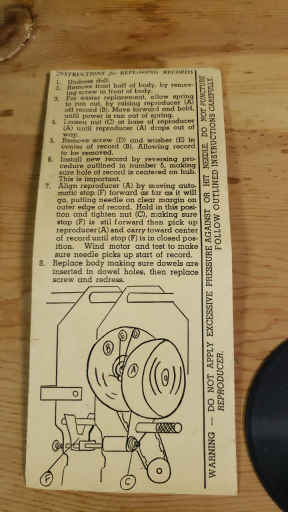 INSTRUCTIONS for REPLACING RECORDS
1. Undress doll.
2. Remove front half of body, by removing screw in front of body.
3. For easier replacement, allow spring
to run out, by raising reproducer (A)
off record (B). Move forward and hold,
until power is run out of spring.
4. Loosen nut (C) at base of reproducer
(A) until reproducer (A) drops out of
way.
5. Remove screw (D) and washer (E) in
center of record (B). Allowing record
to be removed.
6. Install new record by reversing pro-
cedure outlined in number 5, making
sure hole of record is centered on hub.
This is important.
7. Align reproducer (A) by moving auto-
matic stop (F) forward as far as it will
go, putting needle on clear margin on
outer edge of record. Hold in this posi-
tion and tighten nut (C), making sure
stop (F) is still forward then pick up
reproducer (A) and carry toward center
of record until stop (F) is in closed pos-
ition. Wind motor and test to make
sure needle picks up start of record.
8. Replace body making sure dowels are
inserted in dowel holes, then replace
screw and redress.
WARNING — DO NOT APPLY EXCESSIVE PRESSURE AGAINST OR HIT NEEDLE. DO NOT PUNCTURE
REPRODUCER. FOLLOW OUTLINED INSTRUCTIONS CAREFULLY.
B
E
D
A
F
C